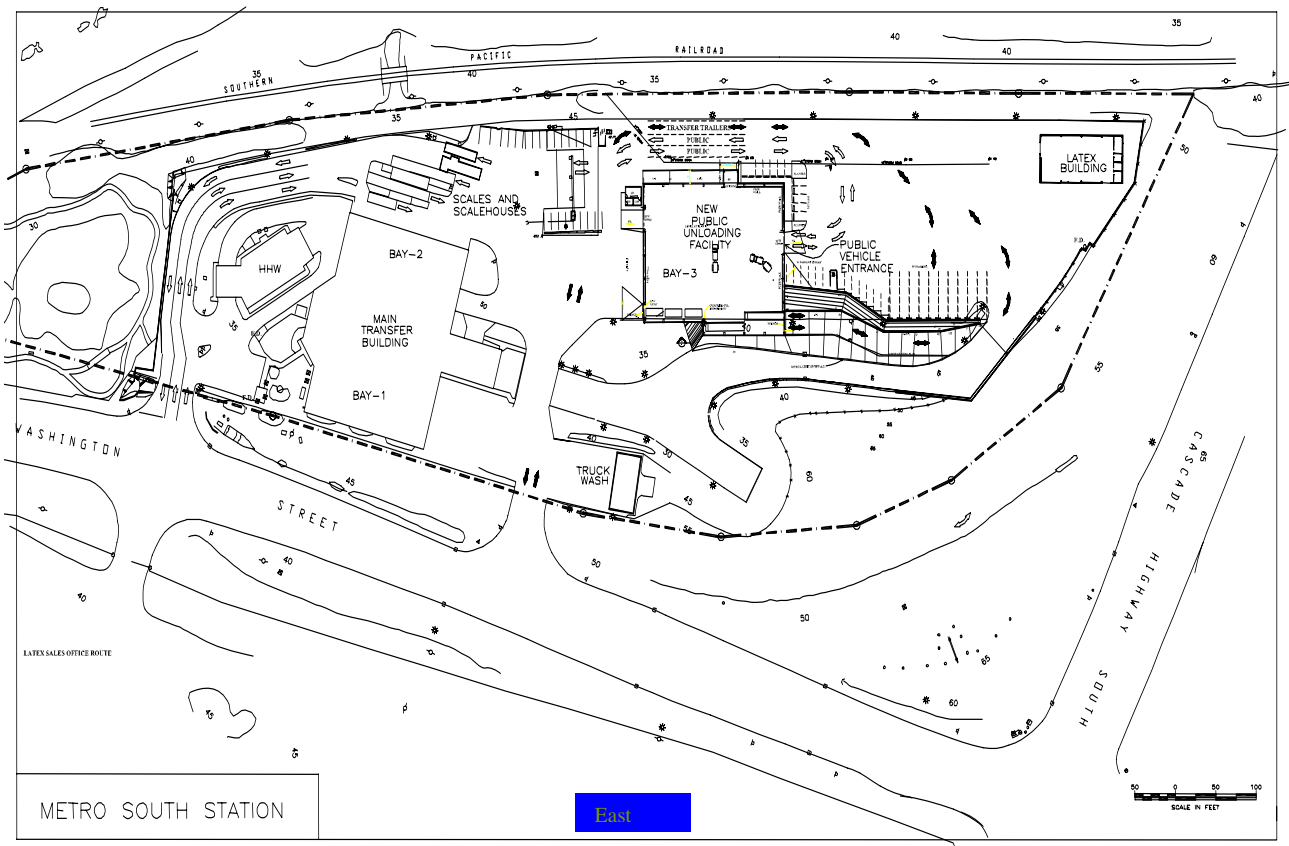 35
40
40
RAILROAD
PACIFIC
SOUTHERN
35
40
35
40
35
45
TRANSFER TRAILERS
PUBLIC
PUBLIC
50
40
LATEX
BUILDING
SCALES AND
SCALEHOUSES
NEW
PUBLIC
UNLOADING
FACILITY
BAY-3
PUBLIC
VEHICLE
ENTRANCE
30
HHW
BAY-2
50
35
MAIN
TRANSFER
BUILDING
BAY-1
F.D.
F.D.
60
35
55
40
WASHINGTON
STREET
45
40
30
35
45
55
60
TRUCK
WASH
CASCADE
HIGHWAY
SOUTH
65
40
40
50
50
65
60
LATEX SALES OFFICE ROUTE
45
45
METRO SOUTH STATION
East
50 0 50 100
SCALE IN FEET